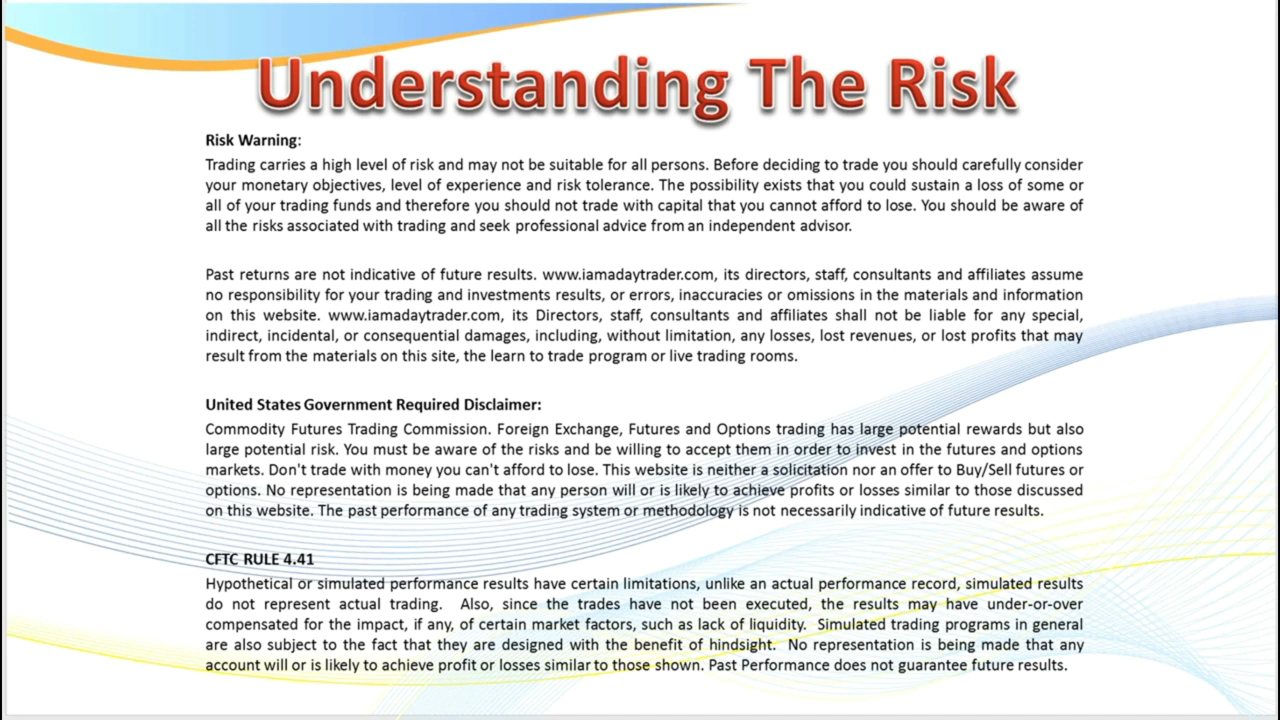 Understanding The Risk
Risk Warning:
Trading carries a high level of risk and may not be suitable for all persons. Before deciding to trade you should carefully consider
your monetary objectives, level of experience and risk tolerance. The possibility exists that you could sustain a loss of some or
all of your trading funds and therefore you should not trade with capital that you cannot afford to lose. You should be aware of
all the risks associated with trading and seek professional advice from an independent advisor.
Past returns are not indicative of future results. www.iamadaytrader.com, its directors, staff, consultants and affiliates assume
no responsibility for your trading and investments results, or errors, inaccuracies or omissions in the materials and information
on this website. www.iamadaytrader.com, its Directors, staff, consultants and affiliates shall not be liable for any special,
indirect, incidental, or consequential damages, including, without limitation, any losses, lost revenues, or lost profits that may
result from the materials on this site, the learn to trade program or live trading rooms.
United States Government Required Disclaimer:
Commodity Futures Trading Commission. Foreign Exchange, Futures and Options trading has large potential rewards but also
large potential risk. You must be aware of the risks and be willing to accept them in order to invest in the futures and options
markets. Don't trade with money you can't afford to lose. This website is neither a solicitation nor an offer to Buy/Sell futures or
options. No representation is being made that any person will or is likely to achieve profits or losses similar to those discussed
on this website. The past performance of any trading system or methodology is not necessarily indicative of future results.
CFTC RULE 4.41
Hypothetical or simulated performance results have certain limitations, unlike an actual performance record, simulated results
do not represent actual trading. Also, since the trades have not been executed, the results may have under-or-over
compensated for the impact, if any, of certain market factors, such as lack of liquidity. Simulated trading programs in general
are also subject to the fact that they are designed with the benefit of hindsight. No representation is being made that any
account will or is likely to achieve profit or losses similar to those shown. Past Performance does not guarantee future results.